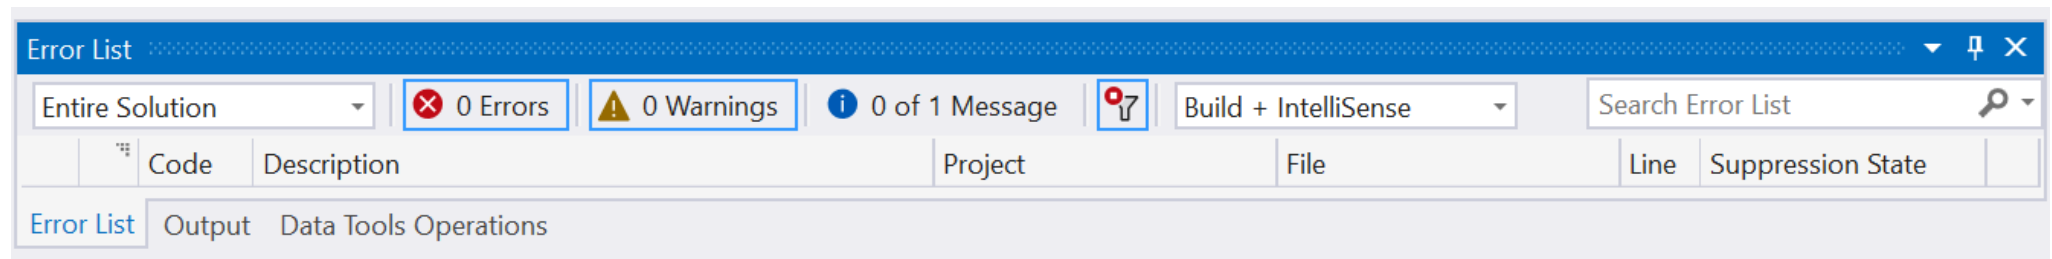 Error List
Entire Solution 0 Errors 0 Warnings 0 of 1 Message Build + IntelliSense Search Error List
Code Description Project File Line Suppression State
Error List Output Data Tools Operations